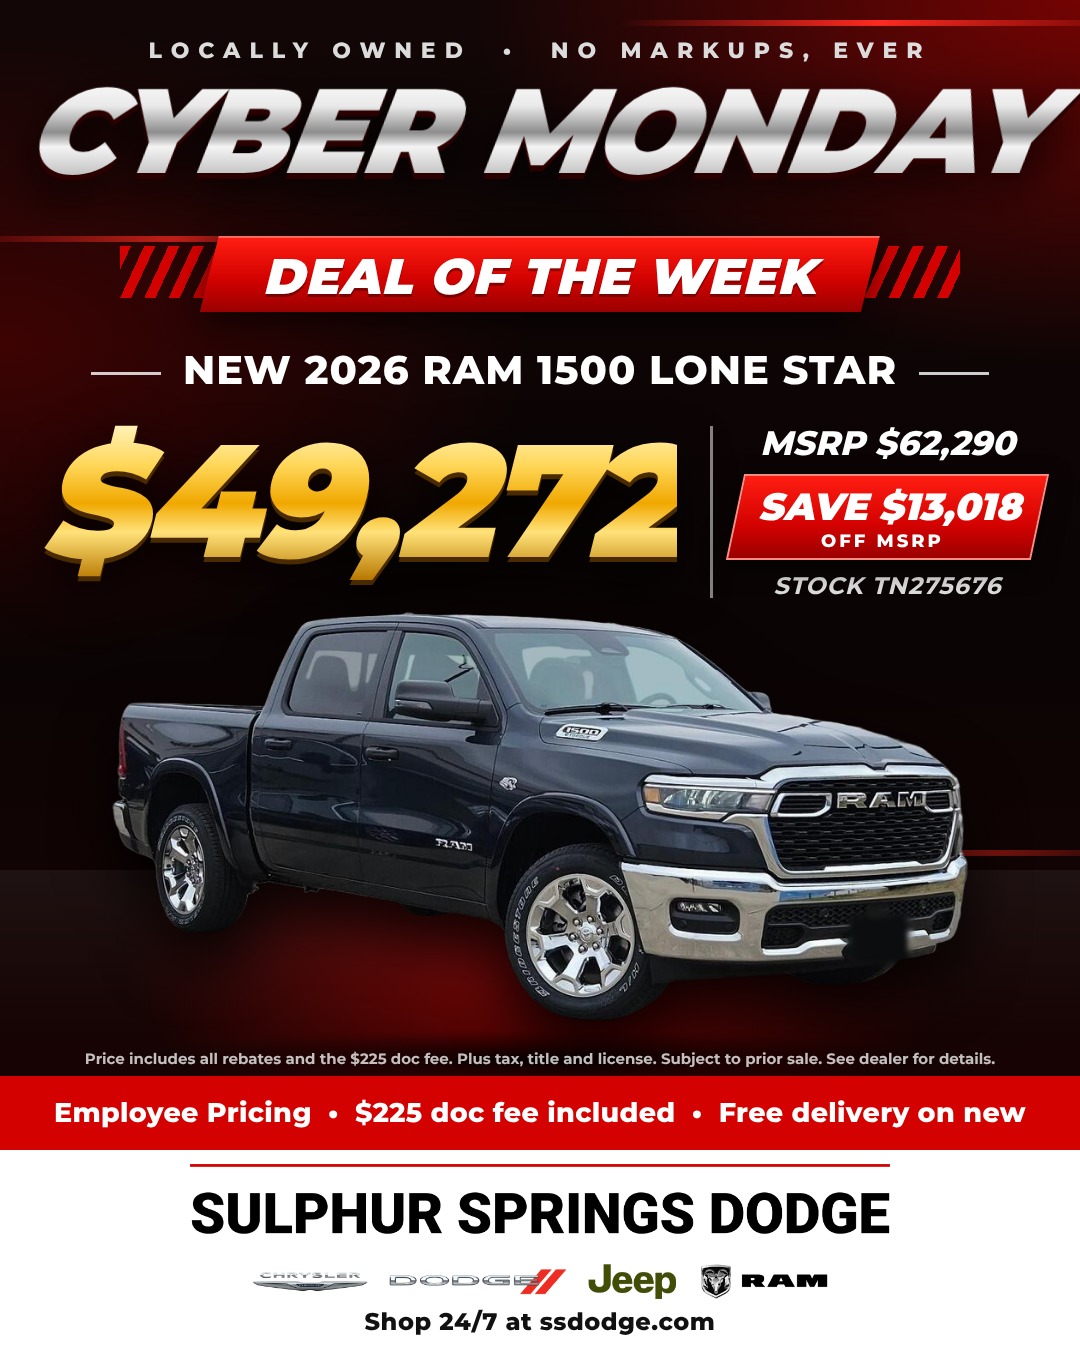 LOCALLY OWNED • NO MARKUPS, EVER
CYBER MONDAY
DEAL OF THE WEEK
NEW 2026 RAM 1500 LONE STAR
$49,272
MSRP $62,290
SAVE $13,018
OFF MSRP
STOCK TN275676
1500
RAM
RAM
BRIDGESTONE
Price includes all rebates and the $225 doc fee. Plus tax, title and license. Subject to prior sale. See dealer for details.
Employee Pricing • $225 doc fee included • Free delivery on new
SULPHUR SPRINGS DODGE
CHRYSLER DODGE Jeep RAM
Shop 24/7 at ssdodge.com